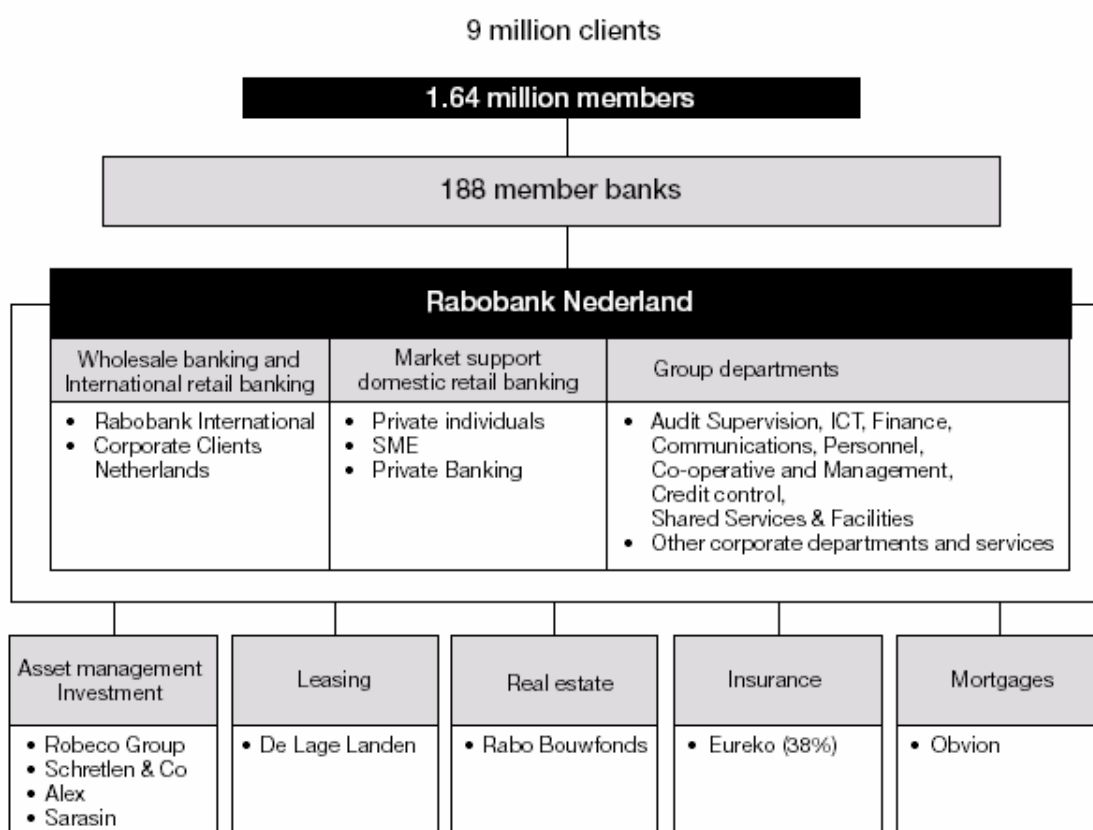 9 million clients
1.64 million members
188 member banks
Rabobank Nederland
Wholesale banking and
International retail banking
• Rabobank International
• Corporate Clients
Netherlands
Market support
domestic retail banking
• Private individuals
• SME
• Private Banking
Group departments
• Audit Supervision, ICT, Finance,
Communications, Personnel,
Co-operative and Management,
Credit control,
Shared Services & Facilities
• Other corporate departments and services
Asset management
Investment
• Robeco Group
• Schretlen & Co
• Alex
• Sarasin
Leasing
• De Lage Landen
Real estate
• Rabo Bouwfonds
Insurance
• Eureko (38%)
Mortgages
• Obvion